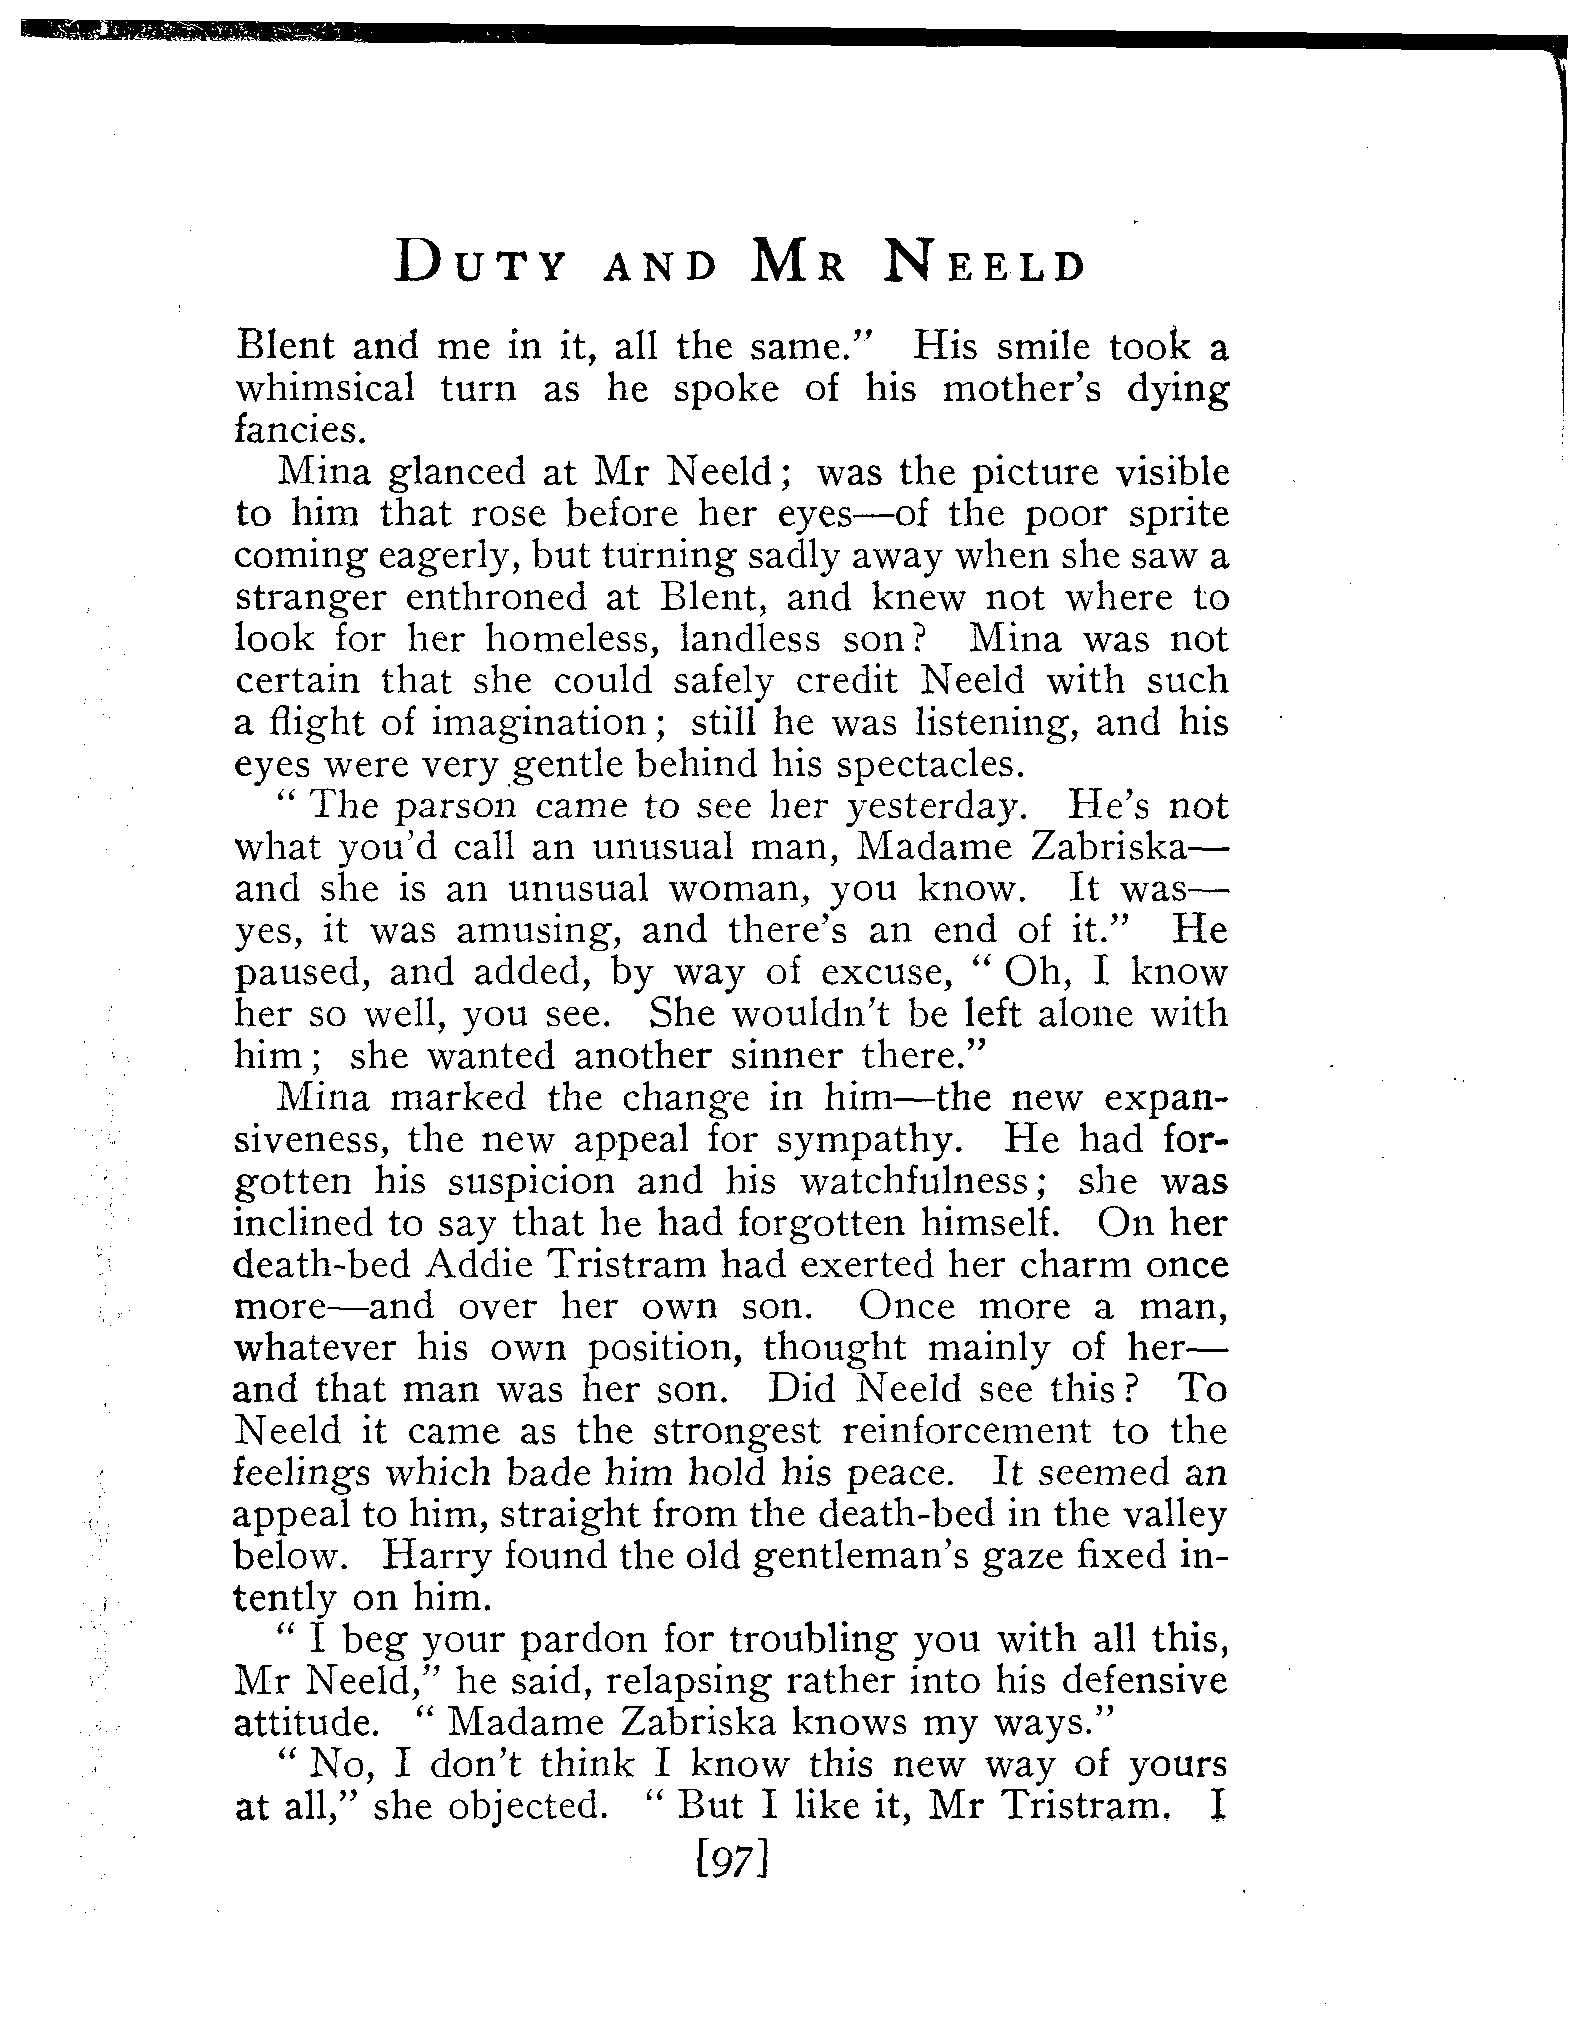 Duty and Mr Neeld
Blent and me in it, all the same." His smile took a
whimsical turn as he spoke of his mother's dying
fancies.
Mina glanced at Mr Neeld; was the picture visible
to him that rose before her eyes—of the poor sprite
coming eagerly, but turning sadly away when she saw a
stranger enthroned at Blent, and knew not where to
look for her homeless, landless son? Mina was not
certain that she could safely credit Neeld with such
a flight of imagination; still he was listening, and his
eyes were very gentle behind his spectacles.
"The parson came to see her yesterday. He's not
what you'd call an unusual man, Madame Zabriska—
and she is an unusual woman, you know. It was—
yes, it was amusing, and there's an end of it." He
paused, and added, by way of excuse, "Oh, I know
her so well, you see. She wouldn't be left alone with
him; she wanted another sinner there."
Mina marked the change in him—the new expan-
siveness, the new appeal for sympathy. He had for-
gotten his suspicion and his watchfulness; she was
inclined to say that he had forgotten himself. On her
death-bed Addie Tristram had exerted her charm once
more—and over her own son. Once more a man,
whatever his own position, thought mainly of her—
and that man was her son. Did Neeld see this? To
Neeld it came as the strongest reinforcement to the
feelings which bade him hold his peace. It seemed an
appeal to him, straight from the death-bed in the valley
below. Harry found the old gentleman's gaze fixed in-
tently on him.
"I beg your pardon for troubling you with all this,
Mr Neeld," he said, relapsing rather into his defensive
attitude. "Madame Zabriska knows my ways."
"No, I don't think I know this new way of yours
at all," she objected. "But I like it, Mr Tristram. I
[97]